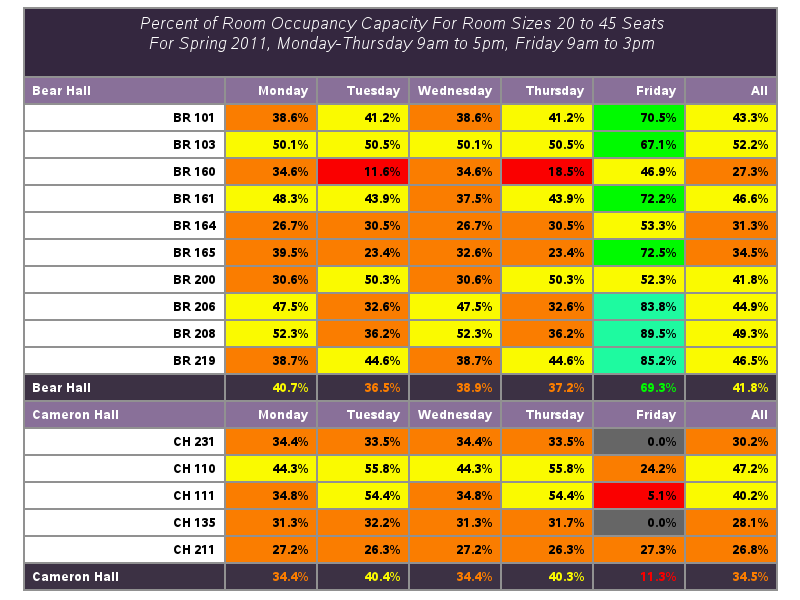 Percent of Room Occupancy Capacity For Room Sizes 20 to 45 Seats
For Spring 2011, Monday-Thursday 9am to 5pm, Friday 9am to 3pm
Bear Hall Monday Tuesday Wednesday Thursday Friday All
BR 101 38.6% 41.2% 38.6% 41.2% 70.5% 43.3%
BR 103 50.1% 50.5% 50.1% 50.5% 67.1% 52.2%
BR 160 34.6% 11.6% 34.6% 18.5% 46.9% 27.3%
BR 161 48.3% 43.9% 37.5% 43.9% 72.2% 46.6%
BR 164 26.7% 30.5% 26.7% 30.5% 53.3% 31.3%
BR 165 39.5% 23.4% 32.6% 23.4% 72.5% 34.5%
BR 200 30.6% 50.3% 30.6% 50.3% 52.3% 41.8%
BR 206 47.5% 32.6% 47.5% 32.6% 83.8% 44.9%
BR 208 52.3% 36.2% 52.3% 36.2% 89.5% 49.3%
BR 219 38.7% 44.6% 38.7% 44.6% 85.2% 46.5%
Bear Hall 40.7% 36.5% 38.9% 37.2% 69.3% 41.8%
Cameron Hall Monday Tuesday Wednesday Thursday Friday All
CH 231 34.4% 33.5% 34.4% 33.5% 0.0% 30.2%
CH 110 44.3% 55.8% 44.3% 55.8% 24.2% 47.2%
CH 111 34.8% 54.4% 34.8% 54.4% 5.1% 40.2%
CH 135 31.3% 32.2% 31.3% 31.7% 0.0% 28.1%
CH 211 27.2% 26.3% 27.2% 26.3% 27.3% 26.8%
Cameron Hall 34.4% 40.4% 34.4% 40.3% 11.3% 34.5%